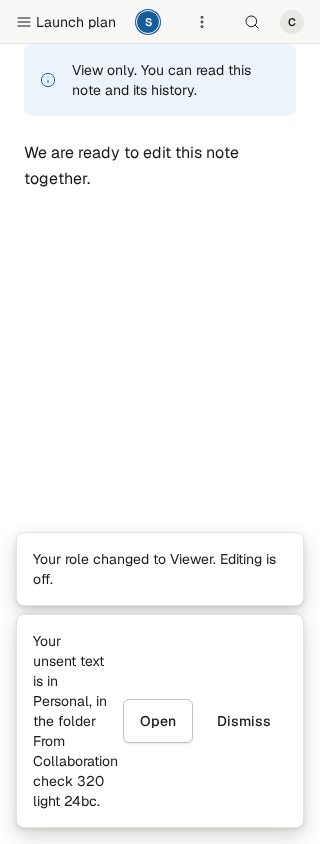 Launch plan S C
View only. You can read this
note and its history.
We are ready to edit this note
together.
Your role changed to Viewer. Editing is
off.
Your
unsent text
is in
Personal, in
the folder
From
Collaboration
check 320
light 24bc.
Open Dismiss